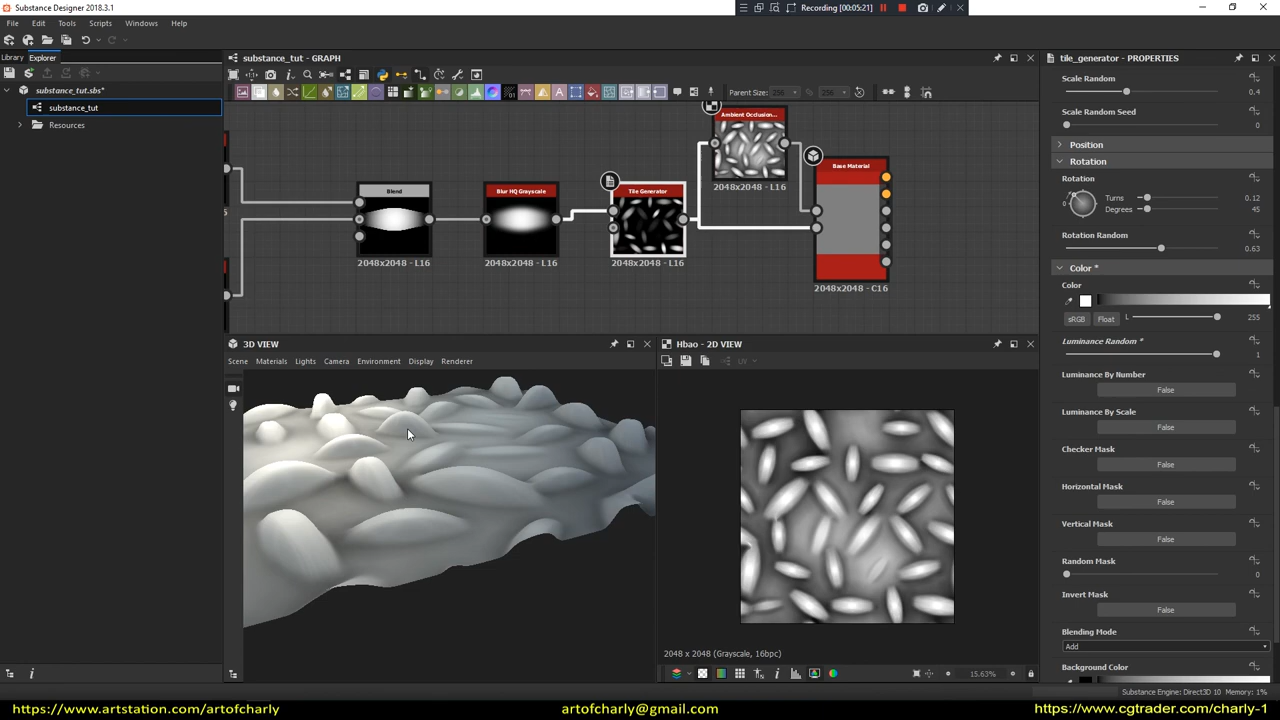 Substance Designer 2018.3.1
Recording [00:05:21]
File Edit Tools Scripts Windows Help
Library Explorer
substance_tut - GRAPH
tile_generator - PROPERTIES
substance_tut.sbs*
substance_tut
Resources
Parent Size: 256 256
Scale Random
0.4
Scale Random Seed
0
Position
Rotation
Rotation
Turns 0.12
0 Degrees 45
Rotation Random
0.63
Color *
Color
sRGB Float L 255
Luminance Random *
1
Luminance By Number
False
Luminance By Scale
False
Checker Mask
False
Horizontal Mask
False
Vertical Mask
False
Random Mask
0
Invert Mask
False
Blending Mode
Add
Background Color
Ambient Occlusion...
2048x2048 - L16
Base Material
2048x2048 - C16
Blend
2048x2048 - L16
Blur HQ Grayscale
2048x2048 - L16
Tile Generator
2048x2048 - L16
3D VIEW
Scene Materials Lights Camera Environment Display Renderer
Hbao - 2D VIEW
UV
2048 x 2048 (Grayscale, 16bpc)
15.63%
Substance Engine: Direct3D 10 Memory: 1%
https://www.artstation.com/artofcharly artofcharly@gmail.com https://www.cgtrader.com/charly-1